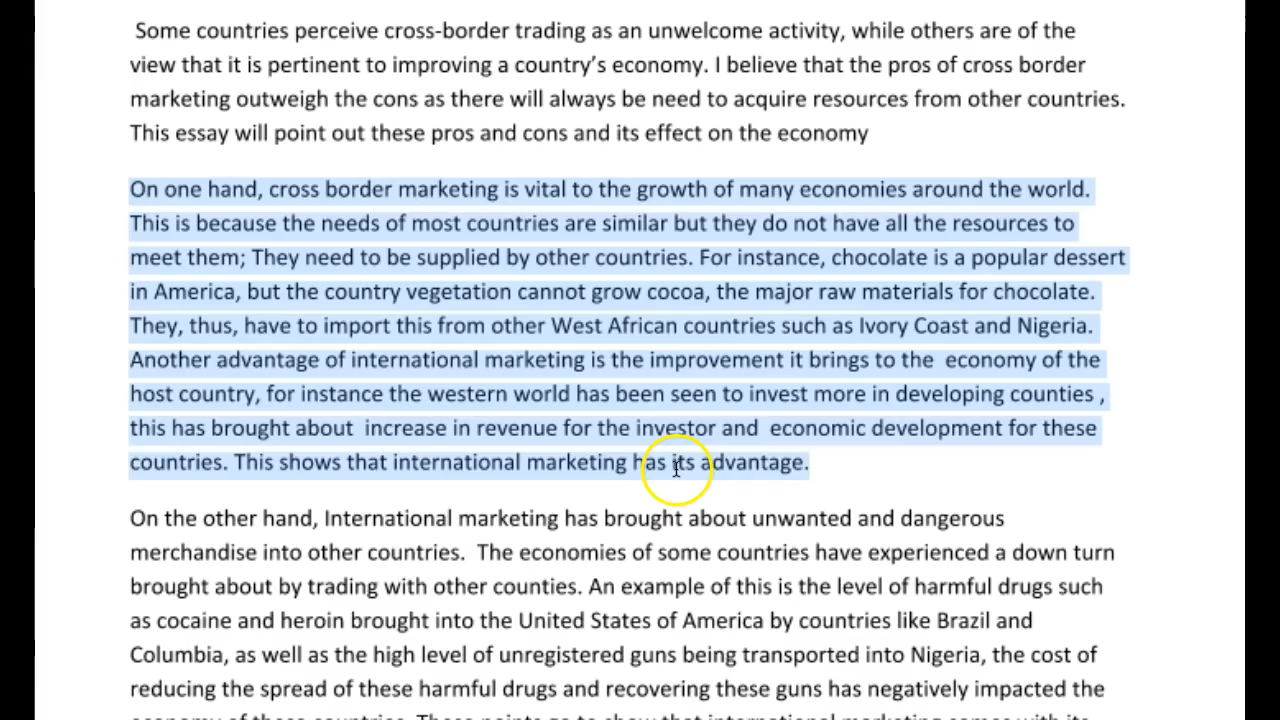 Some countries perceive cross-border trading as an unwelcome activity, while others are of the
view that it is pertinent to improving a country’s economy. I believe that the pros of cross border
marketing outweigh the cons as there will always be need to acquire resources from other countries.
This essay will point out these pros and cons and its effect on the economy
On one hand, cross border marketing is vital to the growth of many economies around the world.
This is because the needs of most countries are similar but they do not have all the resources to
meet them; They need to be supplied by other countries. For instance, chocolate is a popular dessert
in America, but the country vegetation cannot grow cocoa, the major raw materials for chocolate.
They, thus, have to import this from other West African countries such as Ivory Coast and Nigeria.
Another advantage of international marketing is the improvement it brings to the  economy of the
host country, for instance the western world has been seen to invest more in developing counties ,
this has brought about  increase in revenue for the investor and  economic development for these
countries. This shows that international marketing has its advantage.
On the other hand, International marketing has brought about unwanted and dangerous
merchandise into other countries.  The economies of some countries have experienced a down turn
brought about by trading with other counties. An example of this is the level of harmful drugs such
as cocaine and heroin brought into the United States of America by countries like Brazil and
Columbia, as well as the high level of unregistered guns being transported into Nigeria, the cost of
reducing the spread of these harmful drugs and recovering these guns has negatively impacted the
economy of these countries. These points go to show that international marketing comes with its